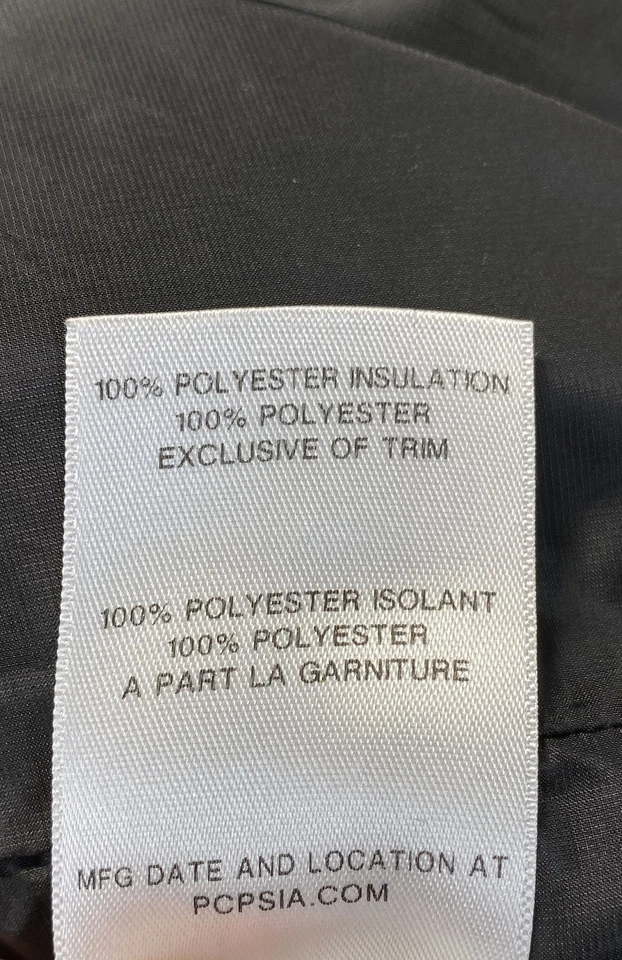 100% POLYESTER INSULATION
100% POLYESTER
EXCLUSIVE OF TRIM
100% POLYESTER ISOLANT
100% POLYESTER
A PART LA GARNITURE
MFG DATE AND LOCATION AT
PCPSIA.COM